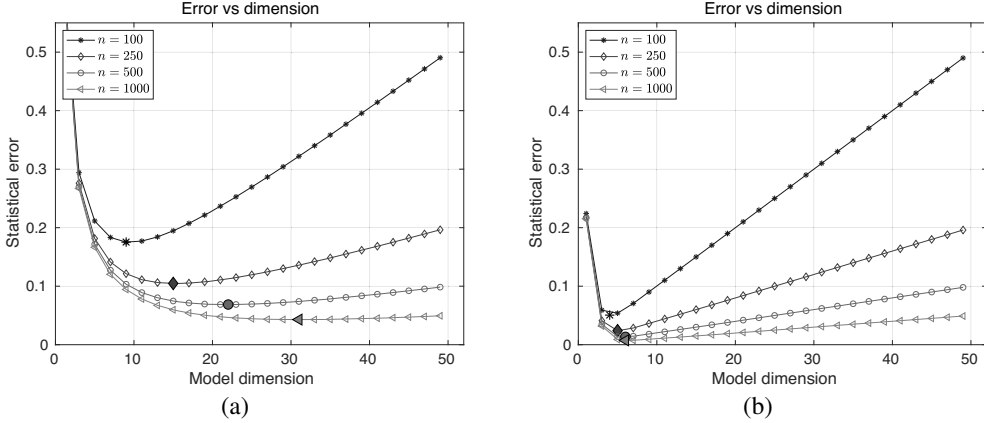 Error vs dimension
n = 100
n = 250
n = 500
n = 1000
0.5
0.4
0.3
0.2
0.1
0
Statistical error
0 10 20 30 40 50
Model dimension
(a)
Error vs dimension
n = 100
n = 250
n = 500
n = 1000
0.5
0.4
0.3
0.2
0.1
0
Statistical error
0 10 20 30 40 50
Model dimension
(b)